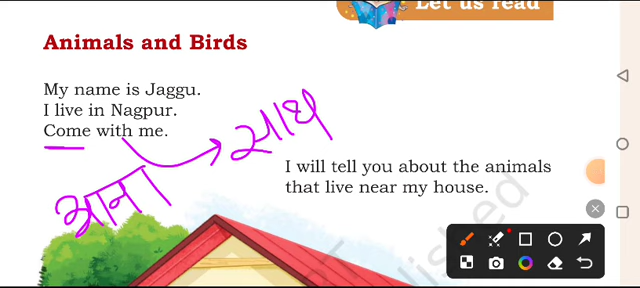 Let us read
Animals and Birds
My name is Jaggu.
I live in Nagpur.
Come with me.
साथ
आना
I will tell you about the animals
that live near my house.